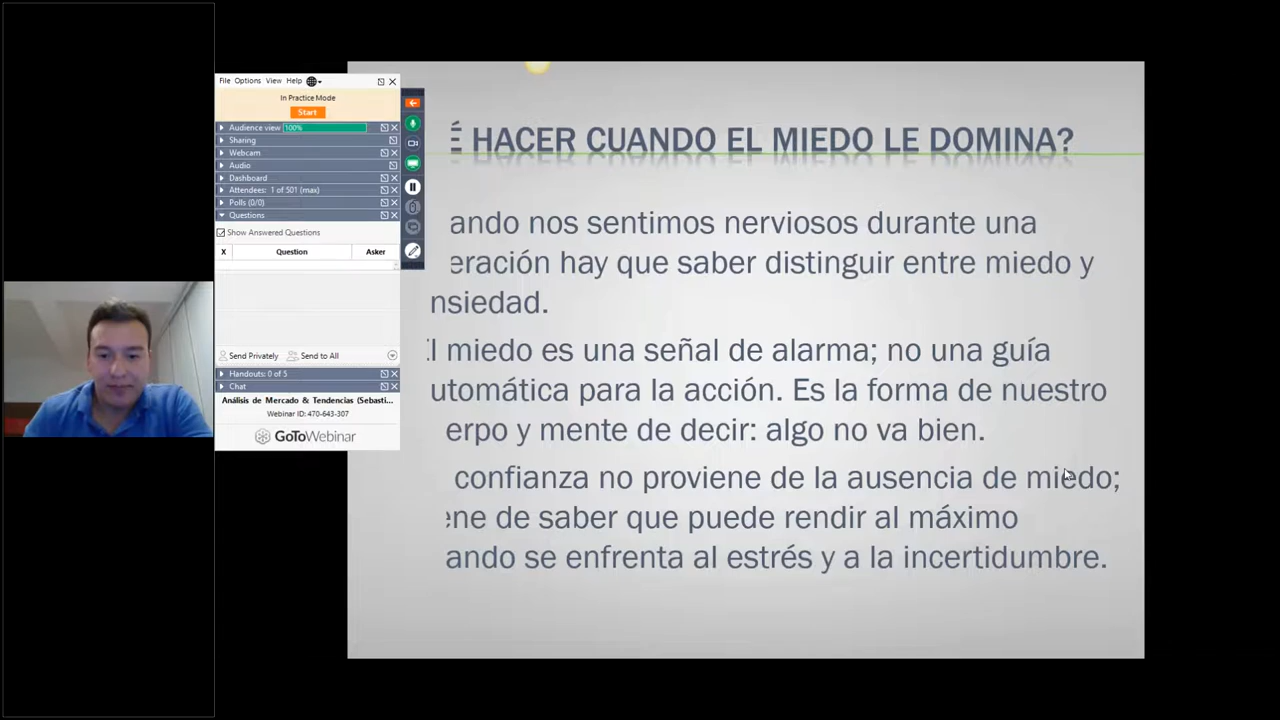 File Options View Help
In Practice Mode
Start
Audience view 100%
Sharing
Webcam
Audio
Dashboard
Attendees: 1 of 501 (max)
Polls (0/0)
Questions
Show Answered Questions
X Question Asker
Send Privately Send to All
Handouts: 0 of 5
Chat
Análisis de Mercado & Tendencias (Sebasti...
Webinar ID: 470-643-307
GoToWebinar
É HACER CUANDO EL MIEDO LE DOMINA?
ando nos sentimos nerviosos durante una
eración hay que saber distinguir entre miedo y
nsiedad.
l miedo es una señal de alarma; no una guía
utomática para la acción. Es la forma de nuestro
erpo y mente de decir: algo no va bien.
confianza no proviene de la ausencia de miedo;
ene de saber que puede rendir al máximo
ando se enfrenta al estrés y a la incertidumbre.